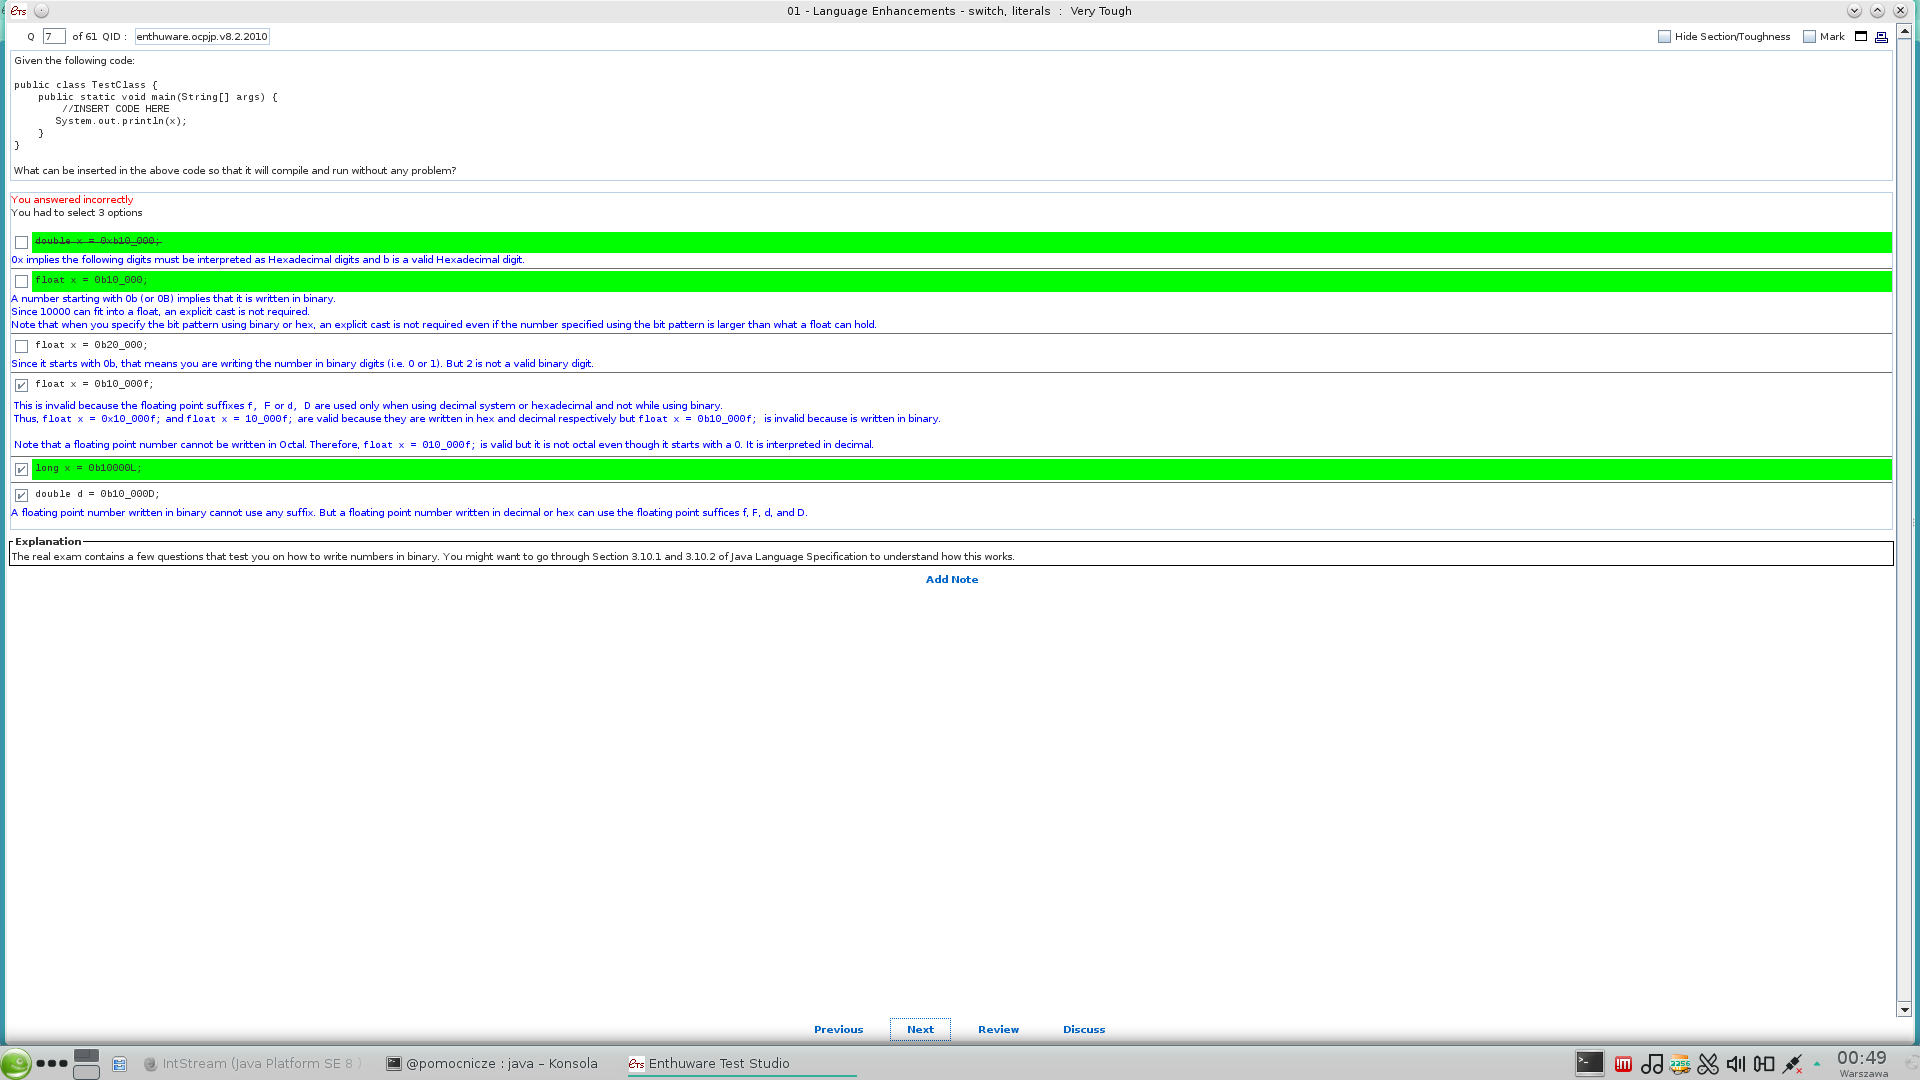 ETS
01 - Language Enhancements - switch, literals : Very Tough
Q 7 of 61 QID : enthuware.ocpjp.v8.2.2010
Hide Section/Toughness Mark
Given the following code:
public class TestClass {
public static void main(String[] args) {
//INSERT CODE HERE
System.out.println(x);
}
}
What can be inserted in the above code so that it will compile and run without any problem?
You answered incorrectly
You had to select 3 options
double x = 0xb10_000;
0x implies the following digits must be interpreted as Hexadecimal digits and b is a valid Hexadecimal digit.
float x = 0b10_000;
A number starting with 0b (or 0B) implies that it is written in binary.
Since 10000 can fit into a float, an explicit cast is not required.
Note that when you specify the bit pattern using binary or hex, an explicit cast is not required even if the number specified using the bit pattern is larger than what a float can hold.
float x = 0b20_000;
Since it starts with 0b, that means you are writing the number in binary digits (i.e. 0 or 1). But 2 is not a valid binary digit.
float x = 0b10_000f;
This is invalid because the floating point suffixes f, F or d, D are used only when using decimal system or hexadecimal and not while using binary.
Thus, float x = 0x10_000f; and float x = 10_000f; are valid because they are written in hex and decimal respectively but float x = 0b10_000f; is invalid because is written in binary.
Note that a floating point number cannot be written in Octal. Therefore, float x = 010_000f; is valid but it is not octal even though it starts with a 0. It is interpreted in decimal.
long x = 0b10000L;
double d = 0b10_000D;
A floating point number written in binary cannot use any suffix. But a floating point number written in decimal or hex can use the floating point suffices f, F, d, and D.
Explanation
The real exam contains a few questions that test you on how to write numbers in binary. You might want to go through Section 3.10.1 and 3.10.2 of Java Language Specification to understand how this works.
Add Note
Previous Next Review Discuss
IntStream (Java Platform SE 8 ) @pomocnicze : java – Konsola ETS Enthuware Test Studio 00:49
Warszawa